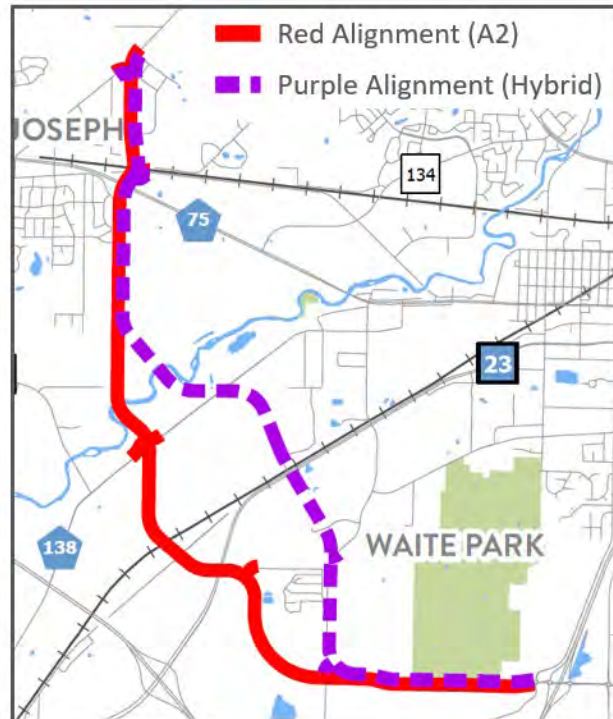 Red Alignment (A2)
Purple Alignment (Hybrid)
JOSEPH
134
75
23
WAITE PARK
138